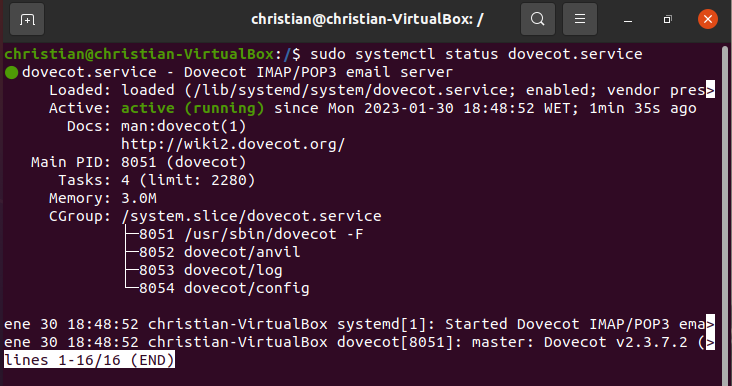 christian@christian-VirtualBox: /
christian@christian-VirtualBox:/$ sudo systemctl status dovecot.service
● dovecot.service - Dovecot IMAP/POP3 email server
     Loaded: loaded (/lib/systemd/system/dovecot.service; enabled; vendor pres>
     Active: active (running) since Mon 2023-01-30 18:48:52 WET; 1min 35s ago
       Docs: man:dovecot(1)
             http://wiki2.dovecot.org/
   Main PID: 8051 (dovecot)
      Tasks: 4 (limit: 2280)
     Memory: 3.0M
     CGroup: /system.slice/dovecot.service
             ├─8051 /usr/sbin/dovecot -F
             ├─8052 dovecot/anvil
             ├─8053 dovecot/log
             └─8054 dovecot/config

ene 30 18:48:52 christian-VirtualBox systemd[1]: Started Dovecot IMAP/POP3 ema>
ene 30 18:48:52 christian-VirtualBox dovecot[8051]: master: Dovecot v2.3.7.2 (>
lines 1-16/16 (END)